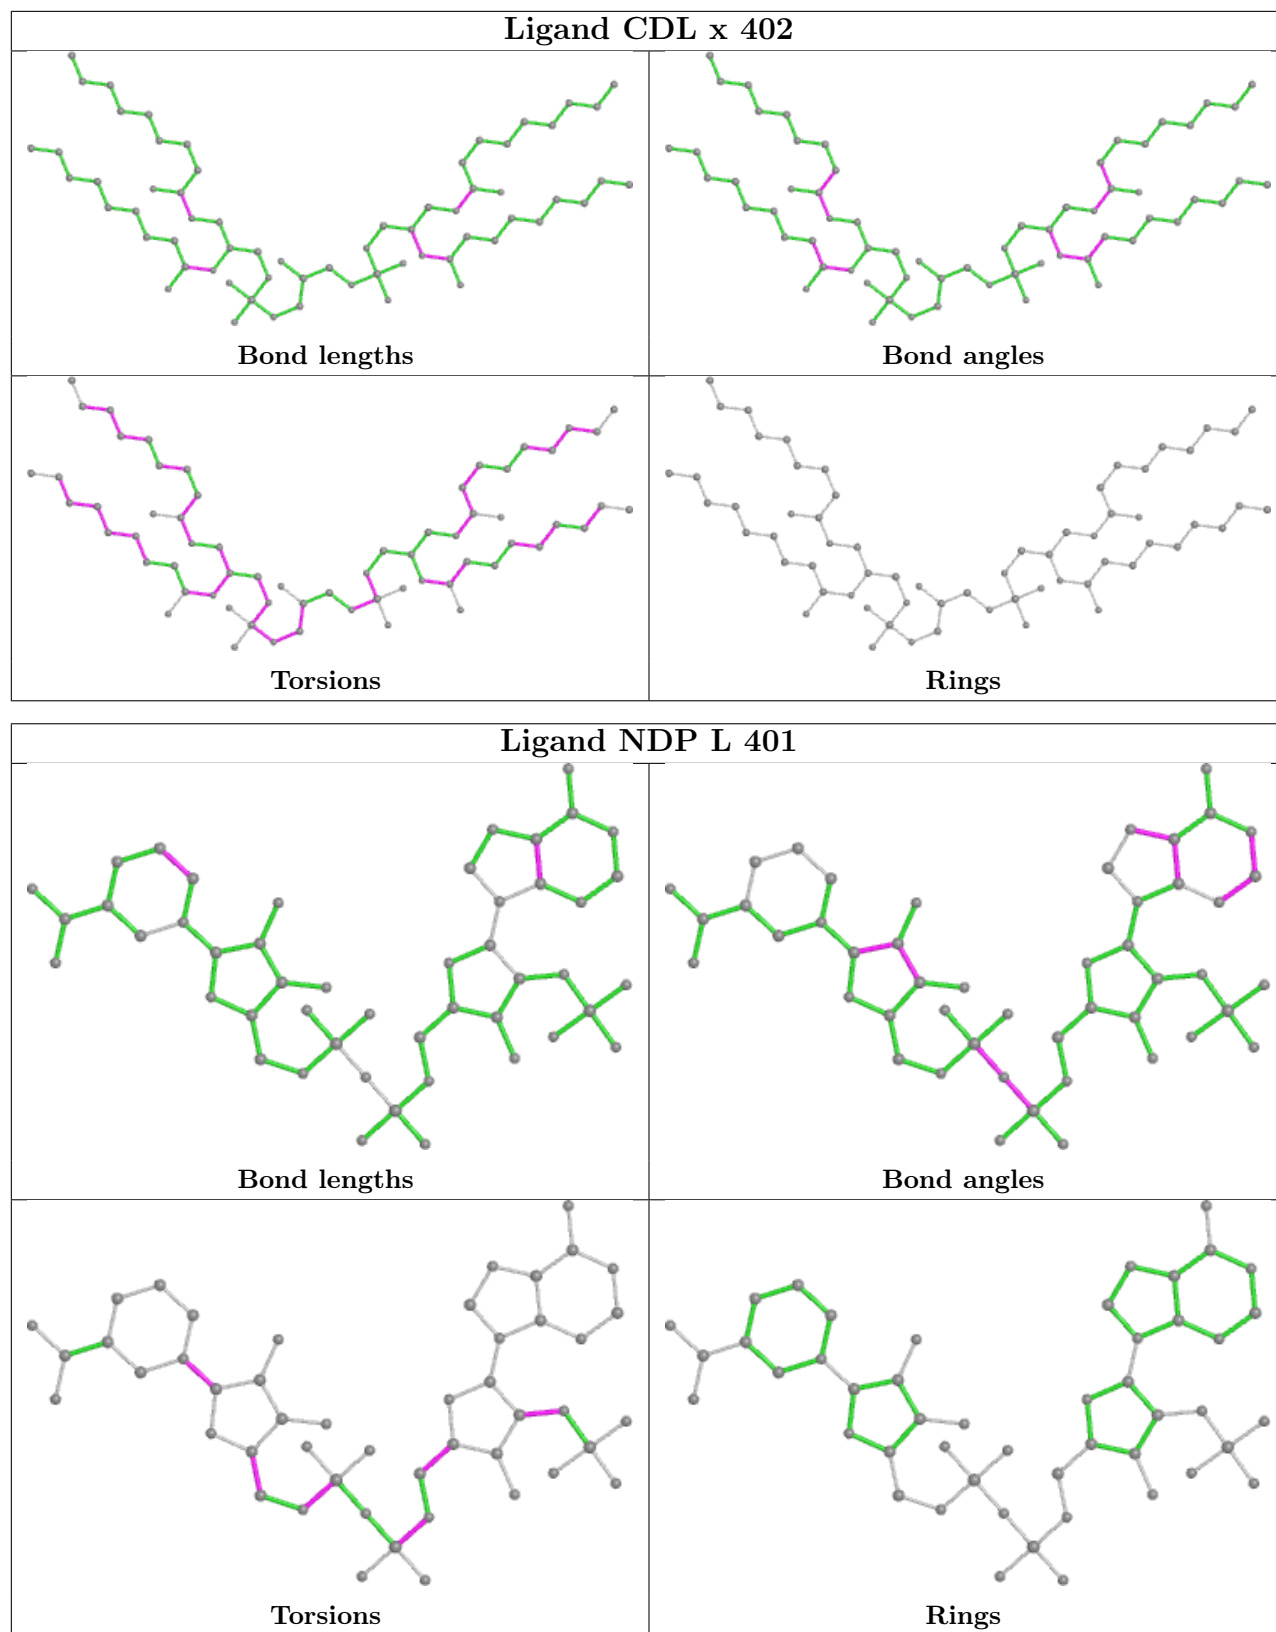 Ligand CDL x 402
Bond lengths
Bond angles
Torsions
Rings
Ligand NDP L 401
Bond lengths
Bond angles
Torsions
Rings